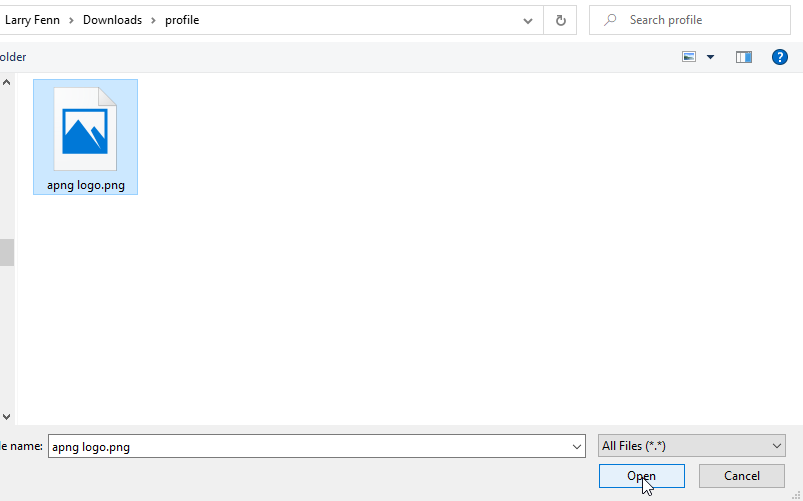 Larry Fenn > Downloads > profile
Search profile
older
?
apng logo.png
le name: apng logo.png
All Files (*.*)
Open
Cancel